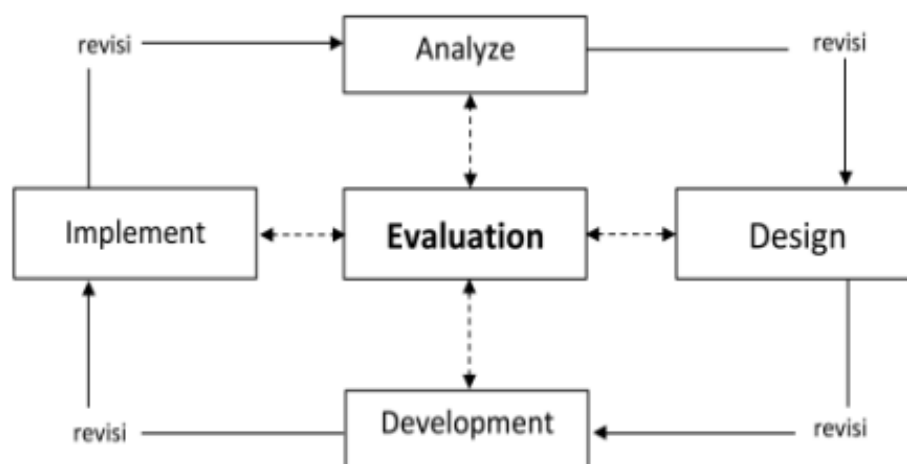 revisi
Analyze
revisi
Implement
Evaluation
Design
revisi
Development
revisi